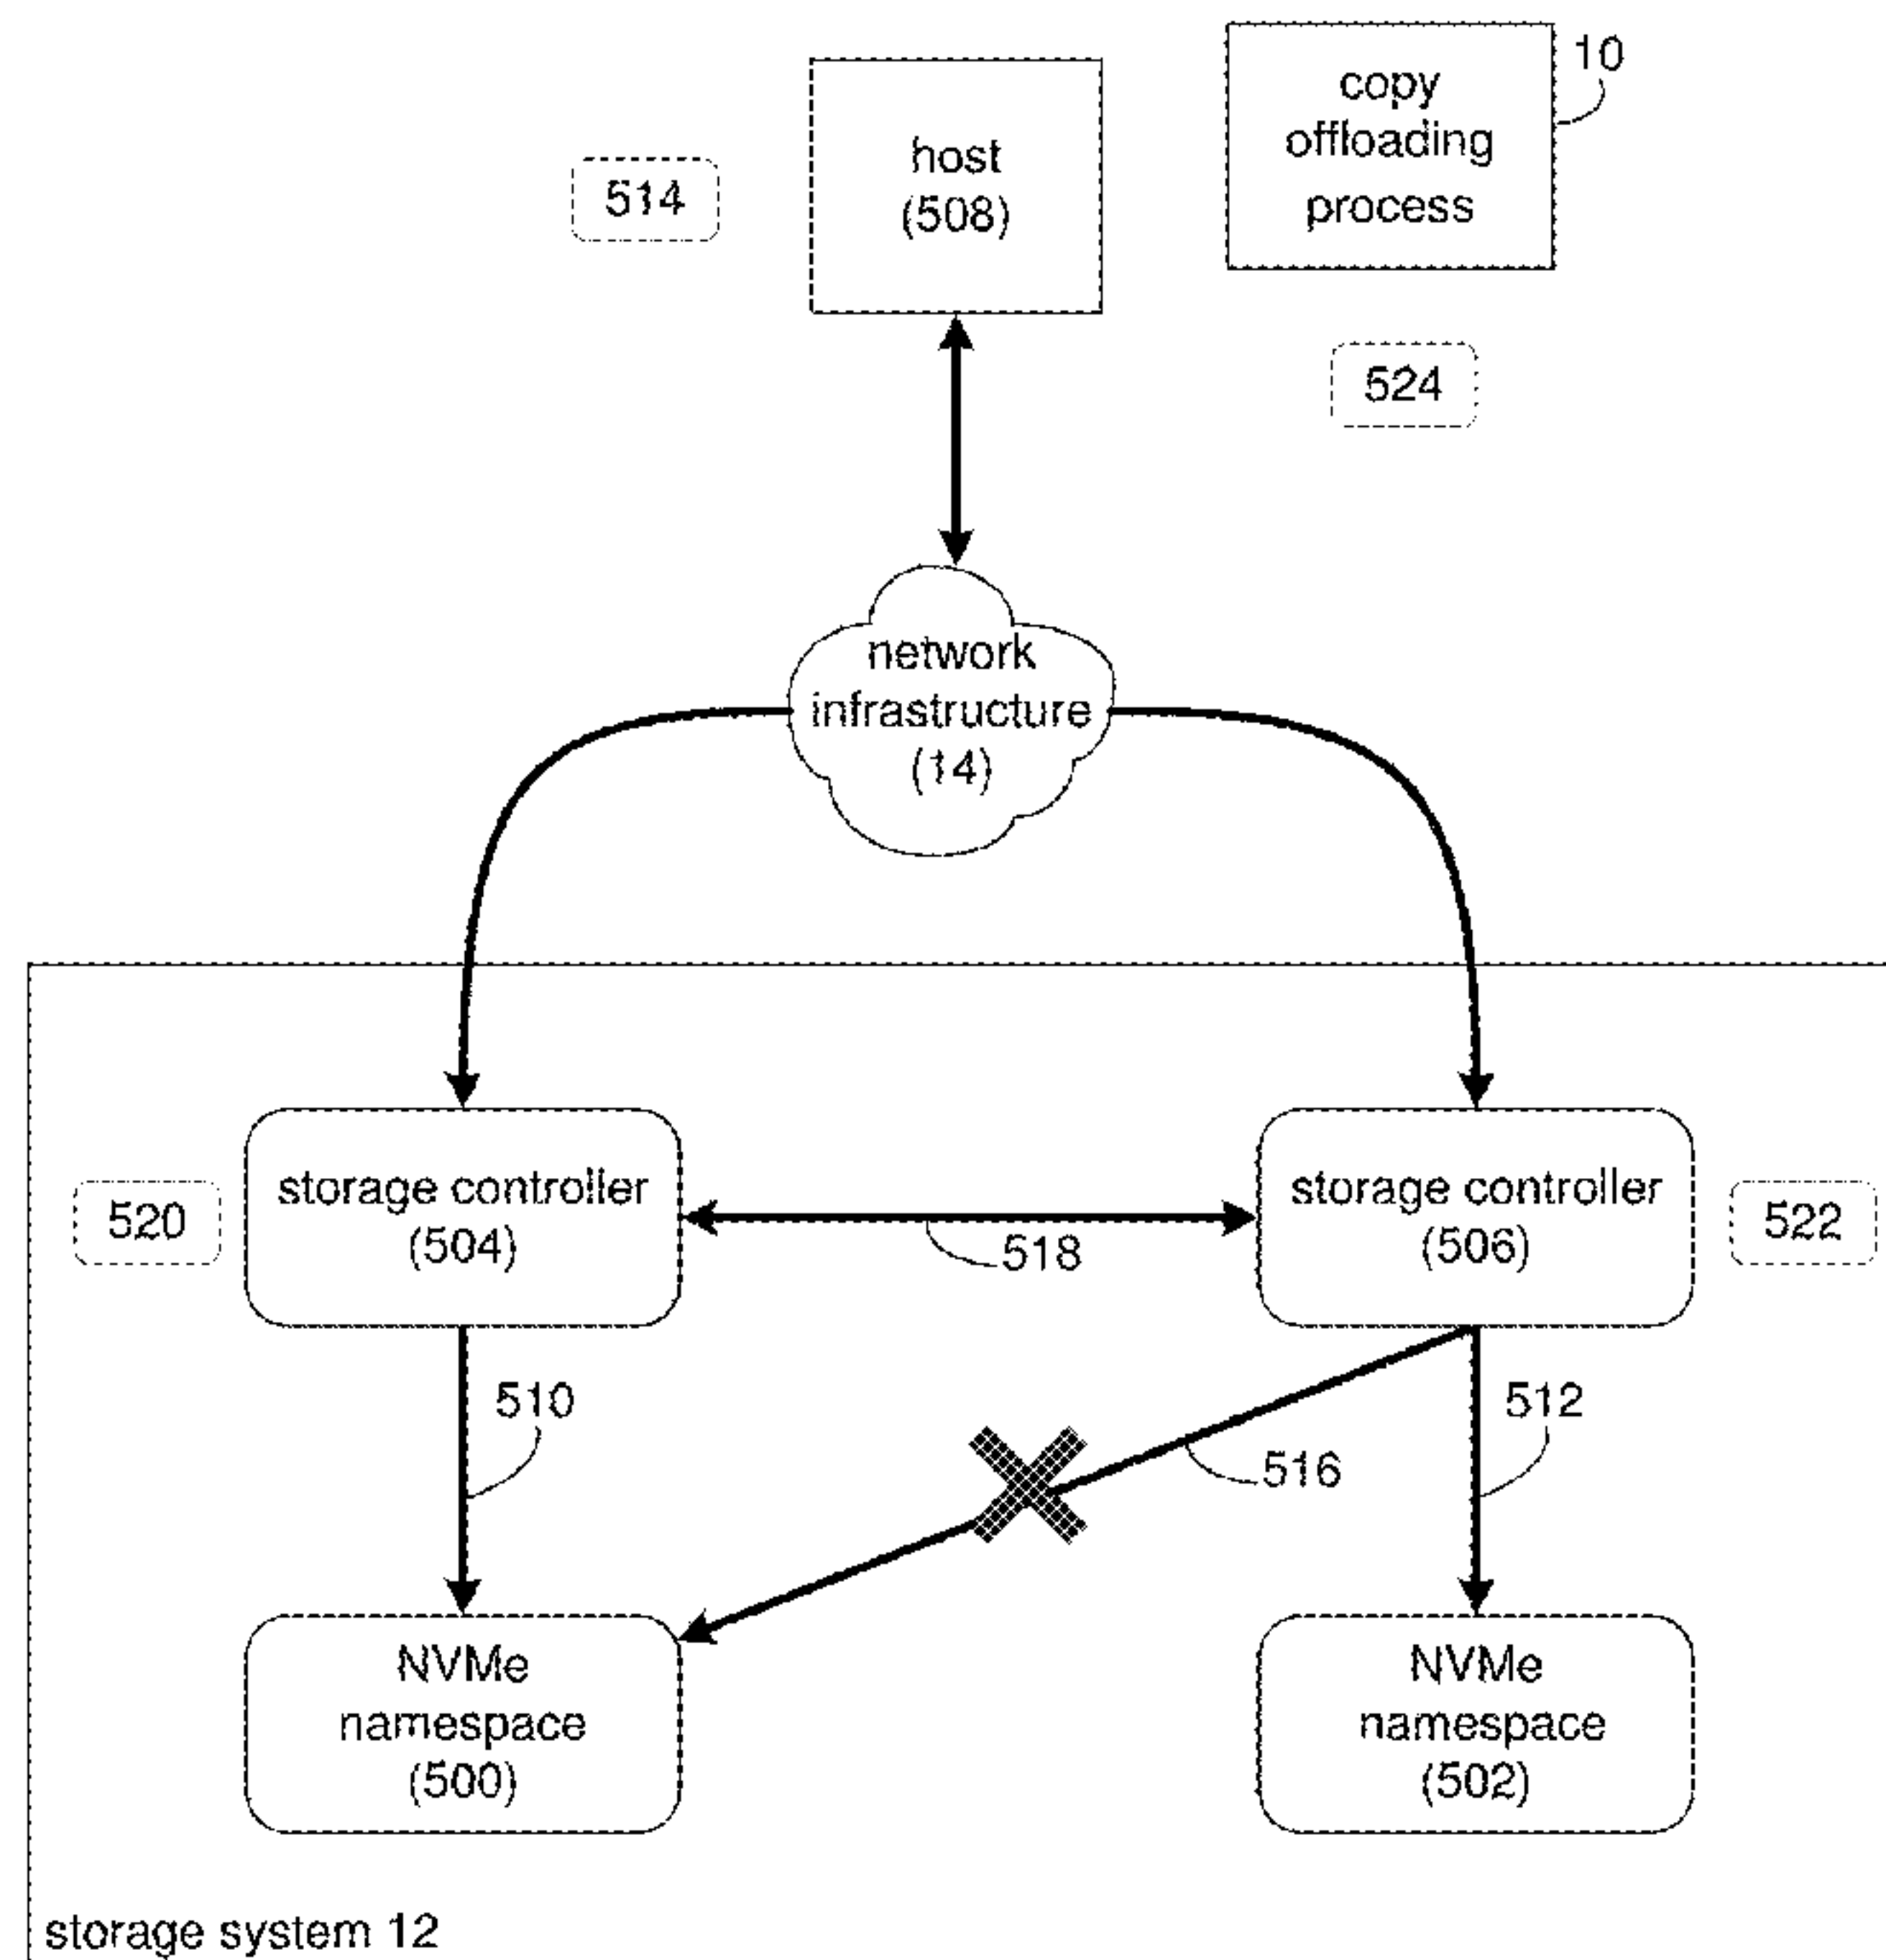 10
copy
offloading
process
host
(508)
514
524
network
infrastructure
(14)
storage controller
(504)
520
518
storage controller
(506)
522
510
512
516
NVMe
namespace
(500)
NVMe
namespace
(502)
storage system 12